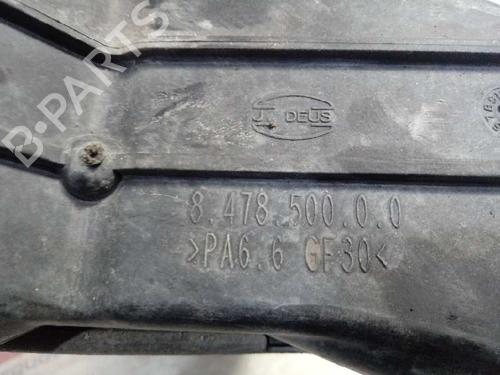 B-PARTS
J. DEUS
8.478.500.0.0
>PA6.6 GF30<